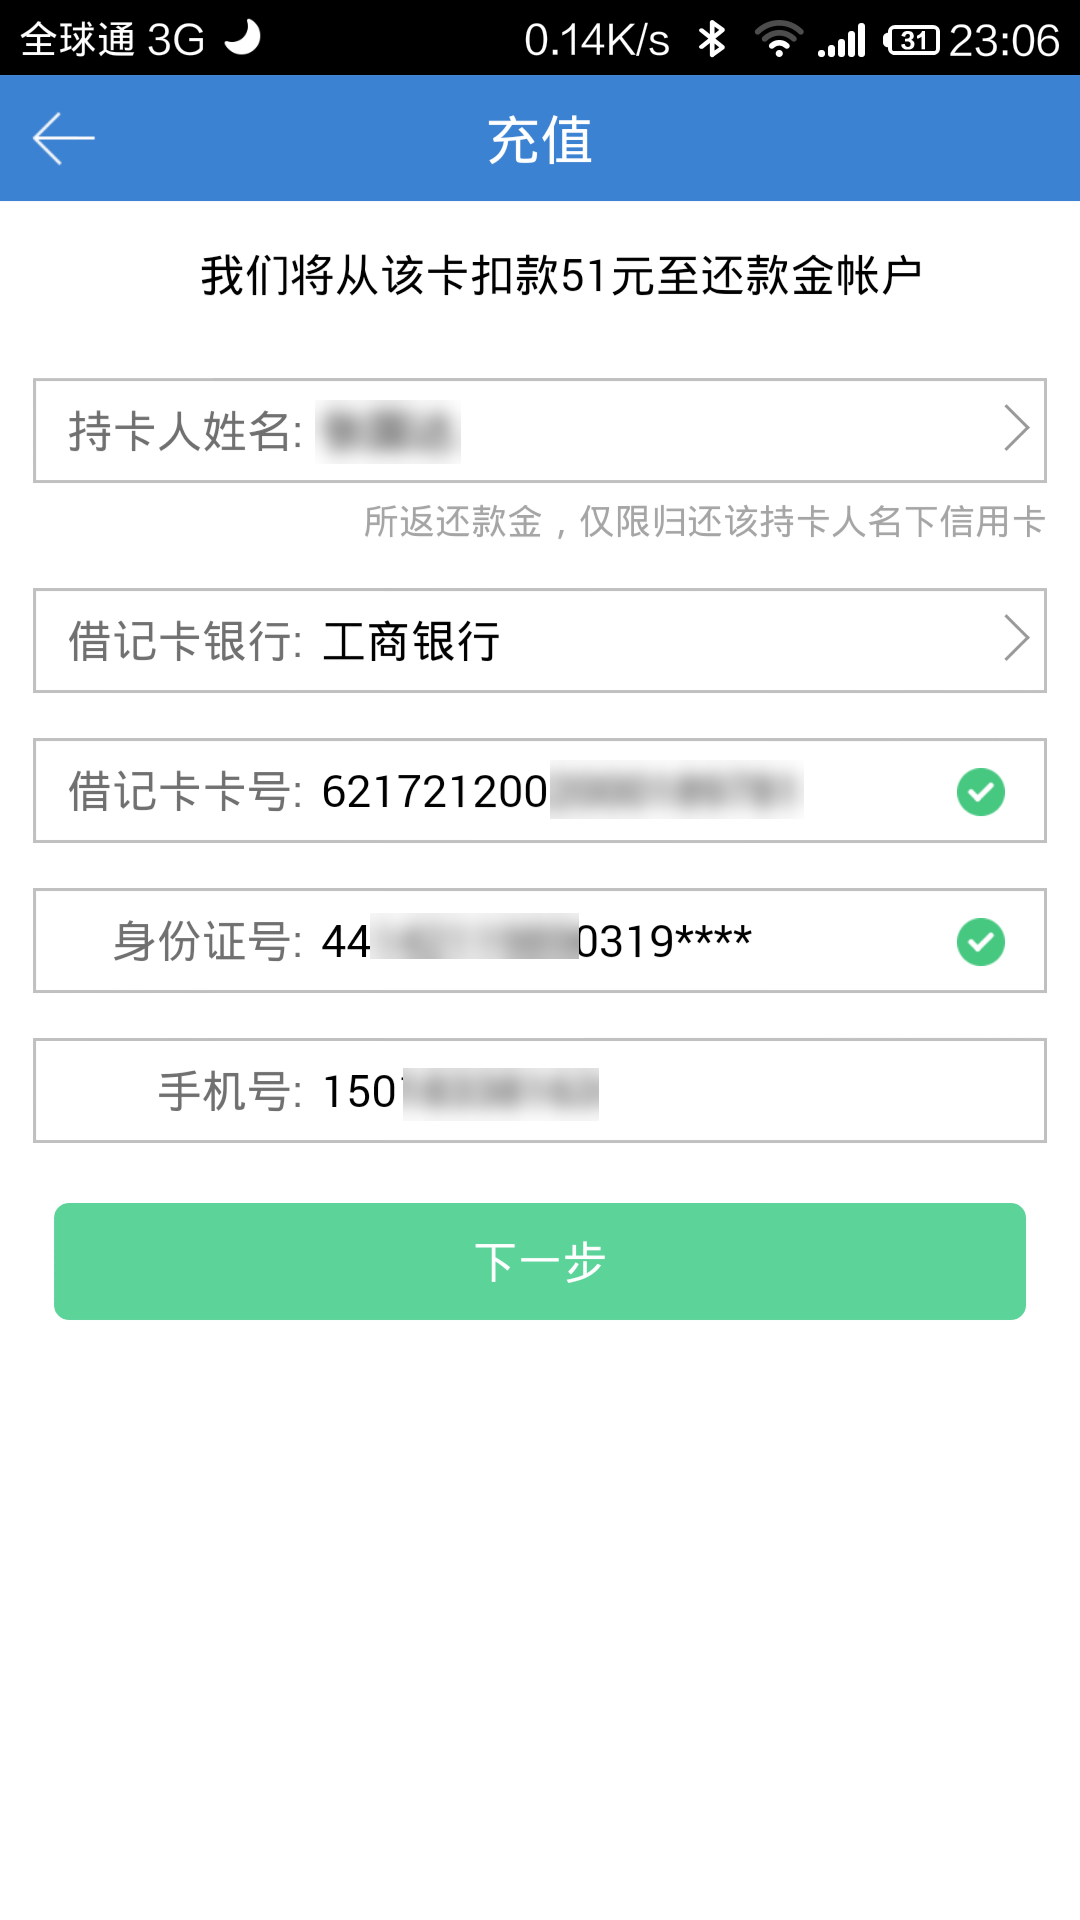 全球通 3G 0.14K/s 31 23:06
充值
我们将从该卡扣款51元至还款金帐户
持卡人姓名:
所返还款金，仅限归还该持卡人名下信用卡
借记卡银行: 工商银行
借记卡卡号: 621721200
身份证号: 44 0319****
手机号: 150
下一步